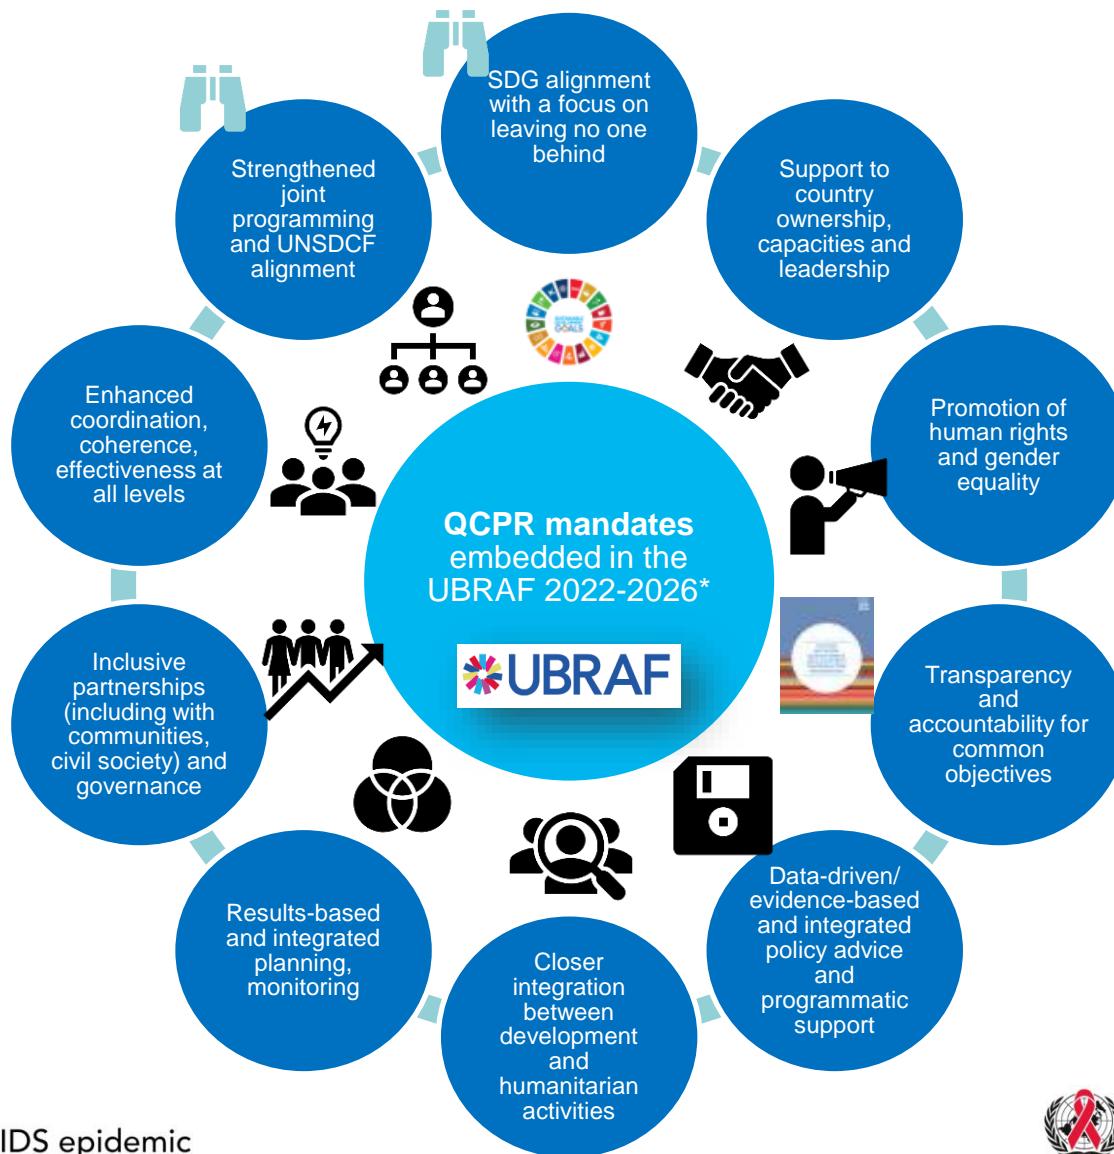 SDG alignment
with a focus on
leaving no one
behind
Support to
country
ownership,
capacities and
leadership
Promotion of
human rights
and gender
equality
Transparency
and
accountability for
common
objectives
Data-driven/
evidence-based
and integrated
policy advice
and
programmatic
support
Closer
integration
between
development
and
humanitarian
activities
Results-based
and integrated
planning,
monitoring
Inclusive
partnerships
(including with
communities,
civil society) and
governance
Enhanced
coordination,
coherence,
effectiveness at
all levels
Strengthened
joint
programming
and UNSDCF
alignment
QCPR mandates
embedded in the
UBRAF 2022-2026*
UBRAF
GOALS
IDS epidemic